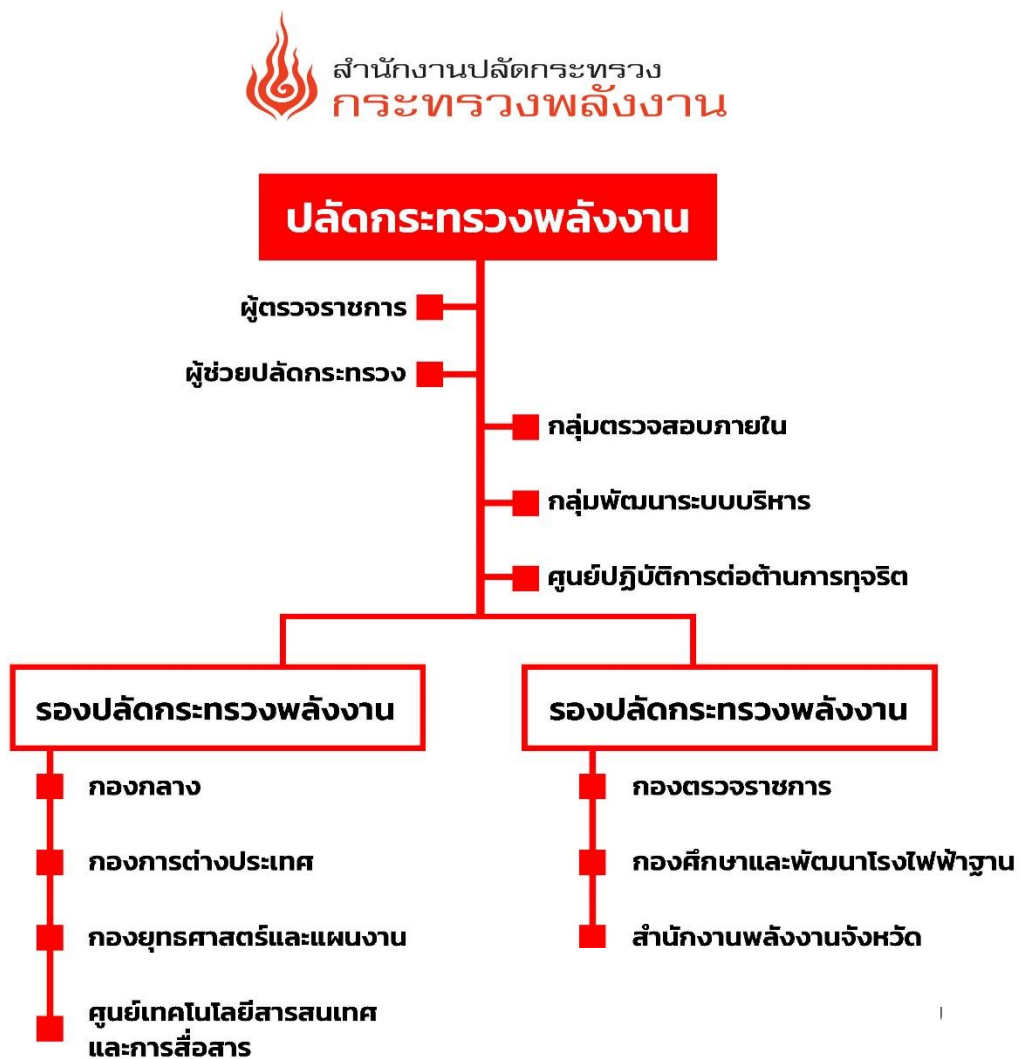 สำนักงานปลัดกระทรวง
กระทรวงพลังงาน
ปลัดกระทรวงพลังงาน
ผู้ตรวจราชการ
ผู้ช่วยปลัดกระทรวง
กลุ่มตรวจสอบภายใน
กลุ่มพัฒนาระบบบริหาร
ศูนย์ปฏิบัติการต่อต้านการทุจริต
รองปลัดกระทรวงพลังงาน
กองกลาง
กองการต่างประเทศ
กองยุทธศาสตร์และแผนงาน
ศูนย์เทคโนโลยีสารสนเทศ
และการสื่อสาร
รองปลัดกระทรวงพลังงาน
กองตรวจราชการ
กองศึกษาและพัฒนาโรงไฟฟ้าฐาน
สำนักงานพลังงานจังหวัด